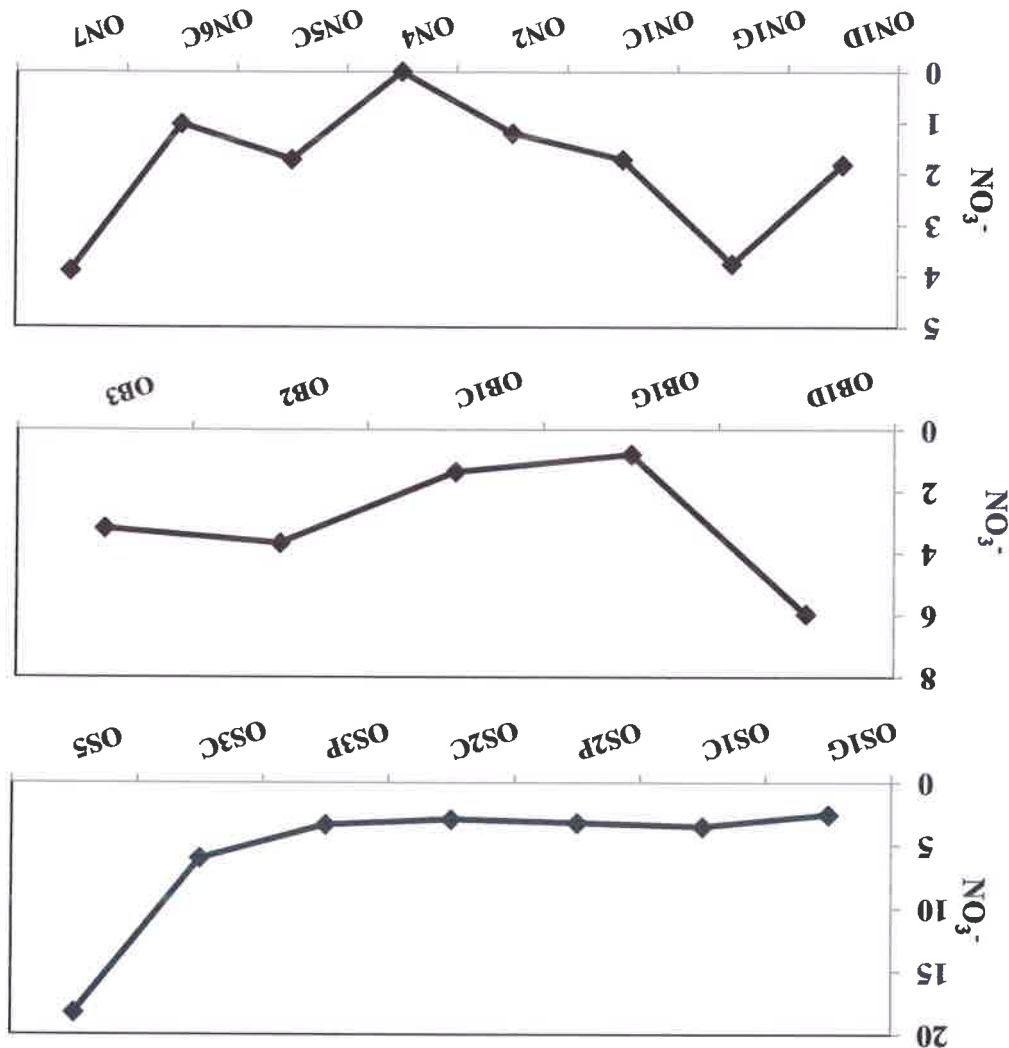 20
15
10
5
0
NO₃⁻
OS1G OS1C OS2P OS2C OS3P OS3C OS5
8
6
4
2
0
NO₃⁻
OB1D OB1G OB1C OB2 OB3
5
4
3
2
1
0
NO₃⁻
ON1D ON1G ON1C ON2 ON4 ON5C ON6C ON7